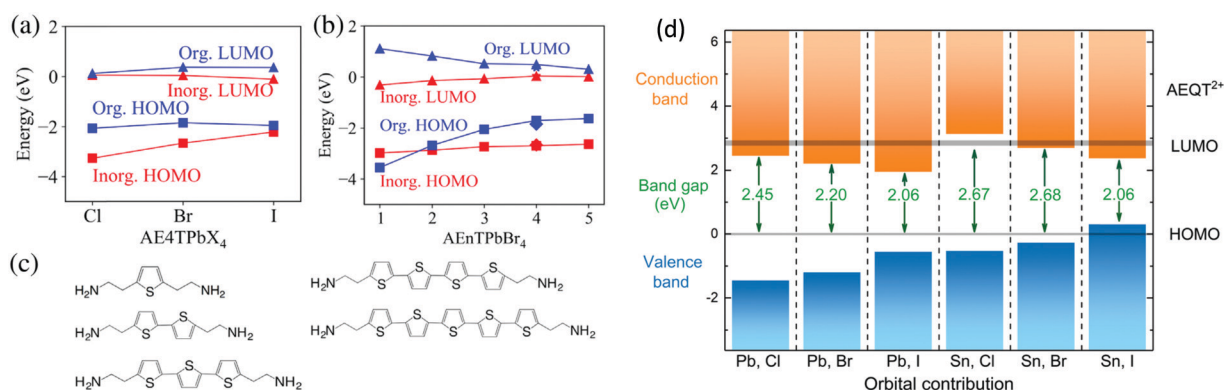 (a)
2
0
−2
−4
Energy (eV)
Org. LUMO
Inorg. LUMO
Org. HOMO
Inorg. HOMO
Cl Br I
AE4TPbX4
(b)
2
0
−2
−4
Energy (eV)
Org. LUMO
Inorg. LUMO
Org. HOMO
Inorg. HOMO
1 2 3 4 5
AEnTPbBr4
(c)
H2N S NH2
H2N S S NH2
H2N S S S NH2
H2N S S S S NH2
H2N S S S S S NH2
(d)
6
4
2
0
-2
Conduction
band
Band gap
(eV)
Valence
band
2.45 2.20 2.06 2.67 2.68 2.06
AEQT2+
LUMO
HOMO
Pb, Cl Pb, Br Pb, I Sn, Cl Sn, Br Sn, I
Orbital contribution